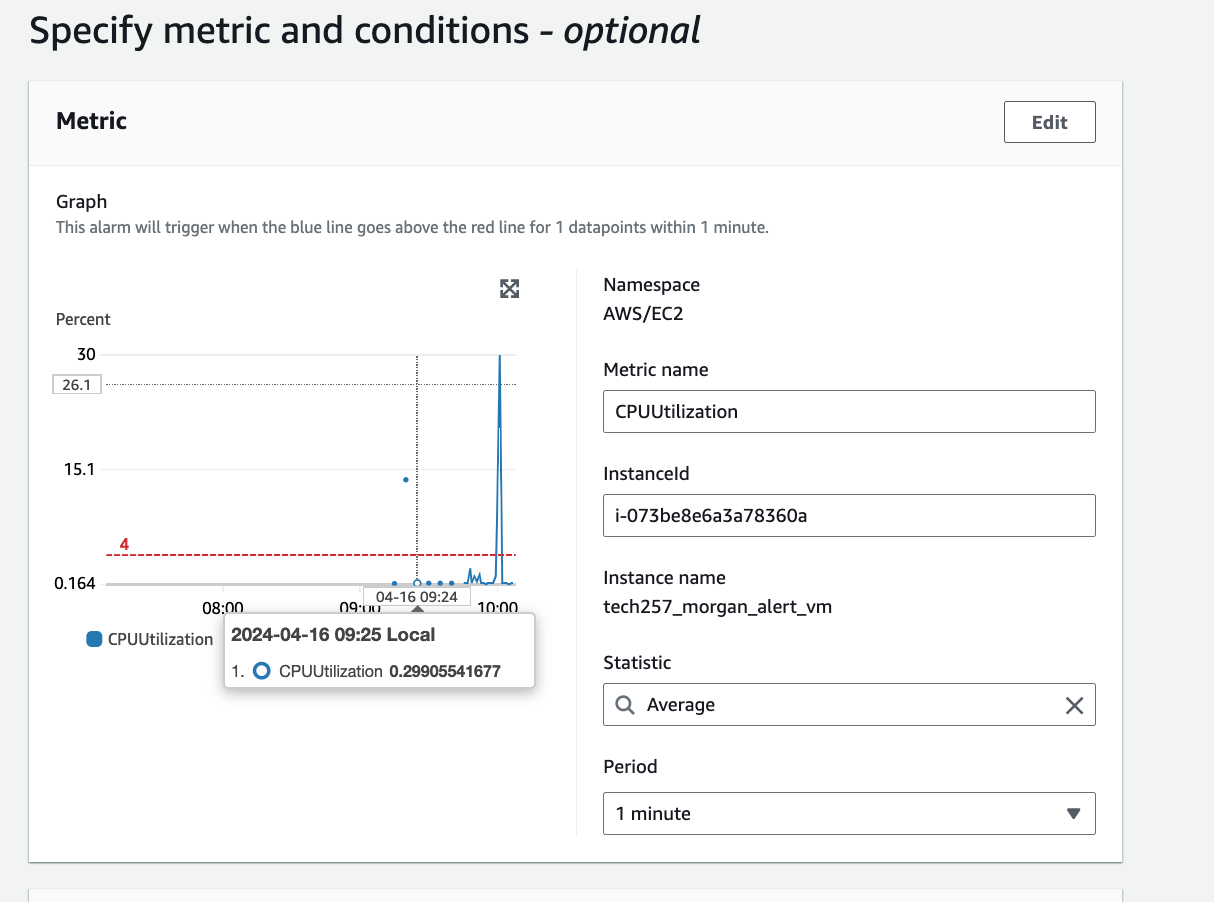 Specify metric and conditions - optional
Metric
Edit
Graph
This alarm will trigger when the blue line goes above the red line for 1 datapoints within 1 minute.
Percent
30
26.1
15.1
4
0.164
08:00
09:00
04-16 09:24
10:00
CPUUtilization
2024-04-16 09:25 Local
1. CPUUtilization 0.29905541677
Namespace
AWS/EC2
Metric name
CPUUtilization
InstanceId
i-073be8e6a3a78360a
Instance name
tech257_morgan_alert_vm
Statistic
Average
Period
1 minute